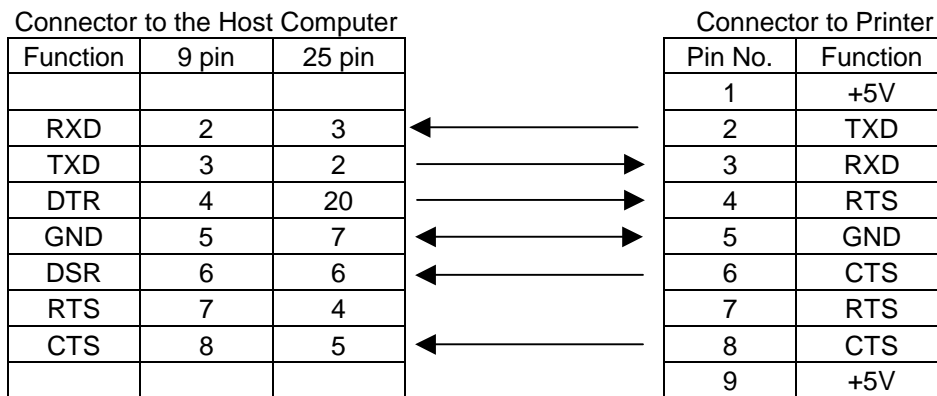 Connector to the Host Computer Connector to Printer
Function 9 pin 25 pin Pin No. Function
1 +5V
RXD 2 3 2 TXD
TXD 3 2 3 RXD
DTR 4 20 4 RTS
GND 5 7 5 GND
DSR 6 6 6 CTS
RTS 7 4 7 RTS
CTS 8 5 8 CTS
9 +5V